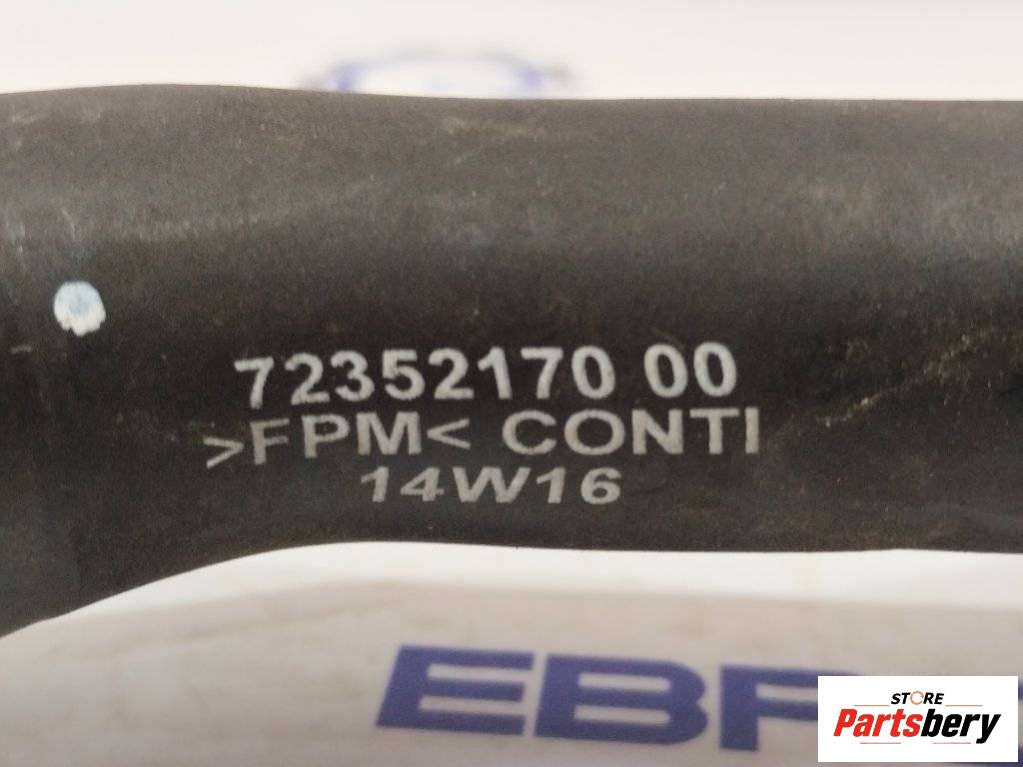 72352170 00
>FPM< CONTI
14W16
STORE
Partsbery